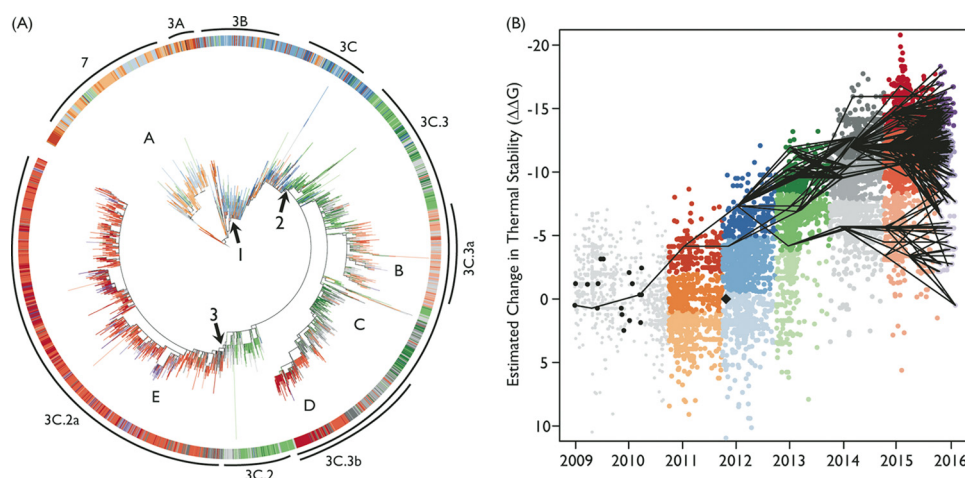 (A)
3A
3B
3C
7
3C.3
3C.3a
3C.2a
3C.2
3C.3b
A
B
C
D
E
1
2
3
(B)
Estimated Change in Thermal Stability (ΔΔG)
-20
-15
-10
-5
0
5
10
2009 2010 2011 2012 2013 2014 2015 2016